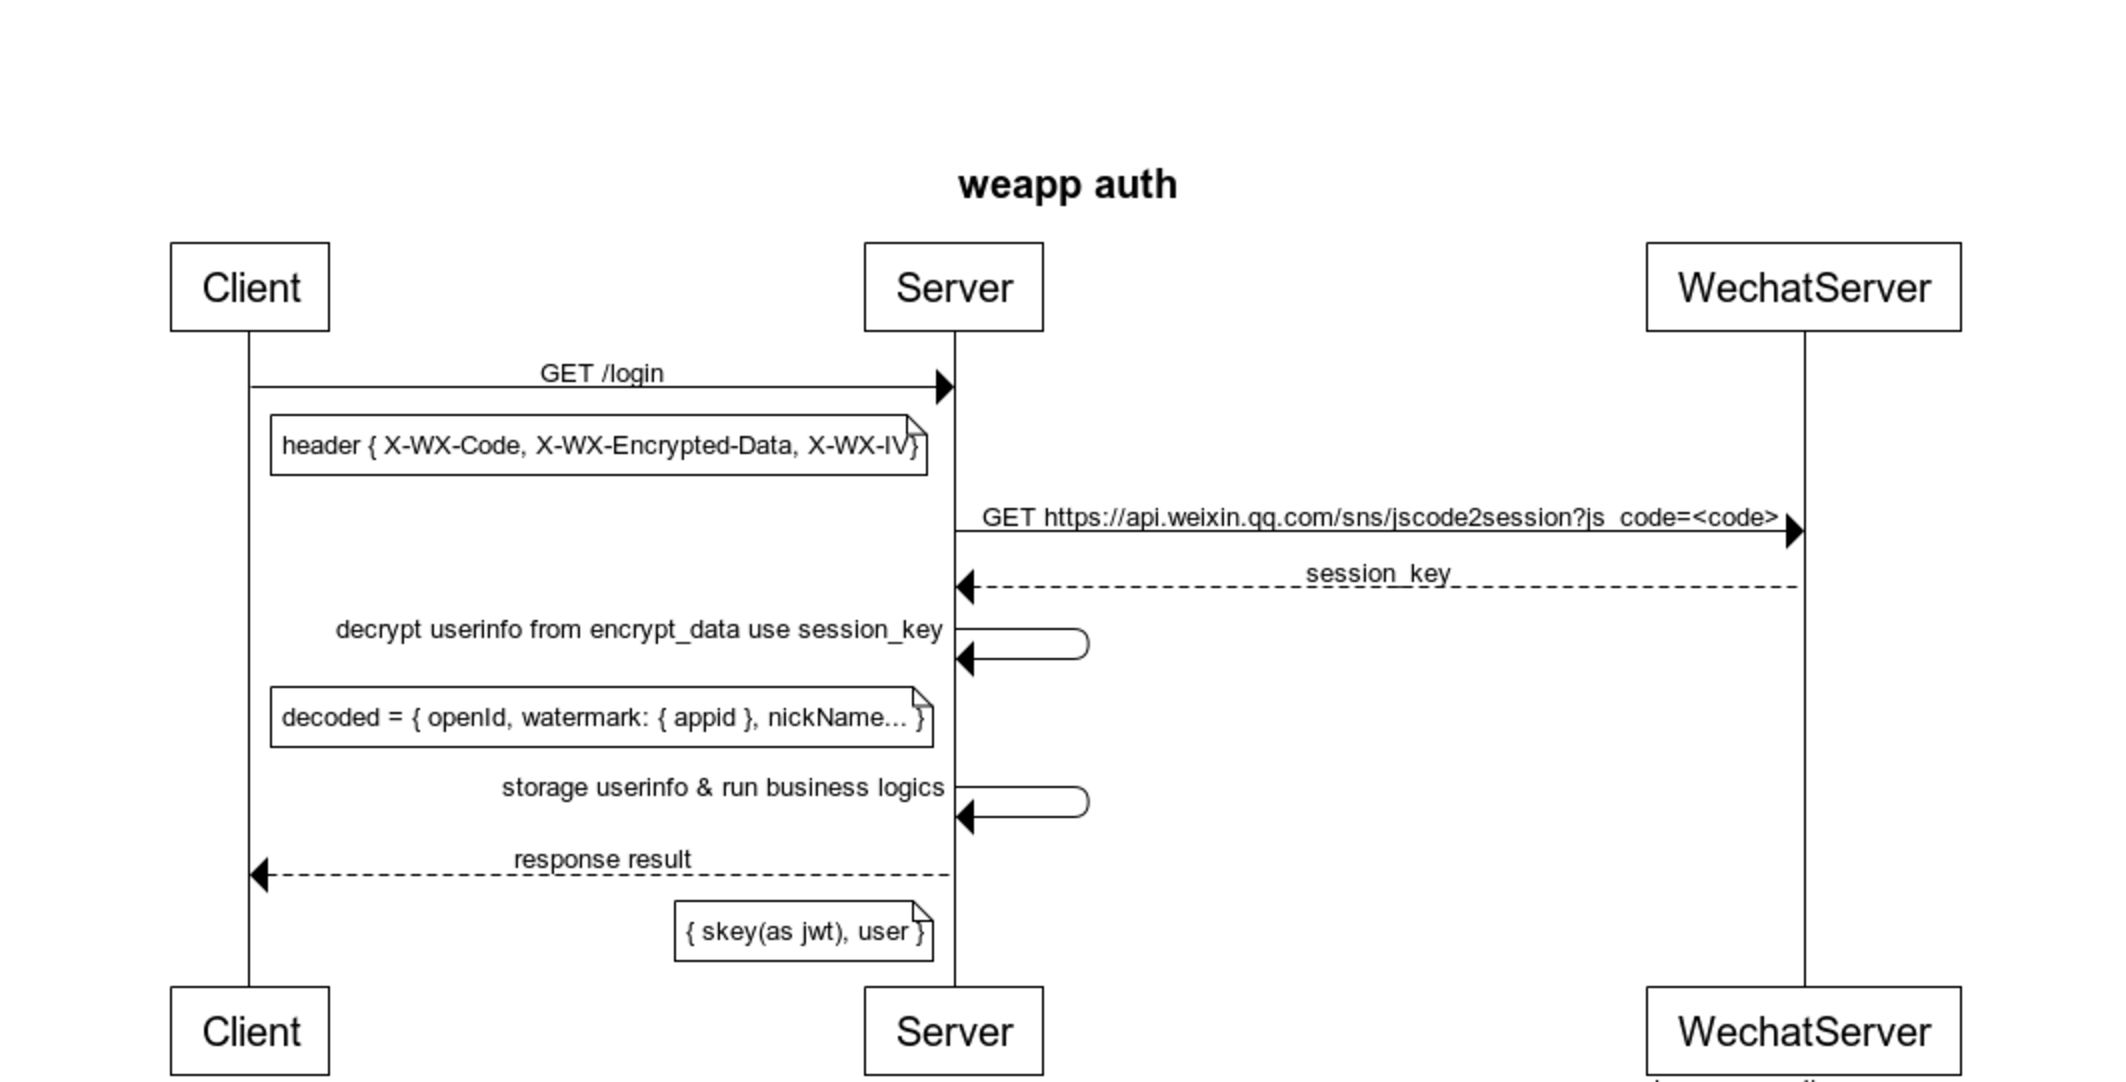 weapp auth
Client
Server
WechatServer
GET /login
header { X-WX-Code, X-WX-Encrypted-Data, X-WX-IV}
GET https://api.weixin.qq.com/sns/jscode2session?js_code=<code>
session_key
decrypt userinfo from encrypt_data use session_key
decoded = { openId, watermark: { appid }, nickName... }
storage userinfo & run business logics
response result
{ skey(as jwt), user }
Client
Server
WechatServer